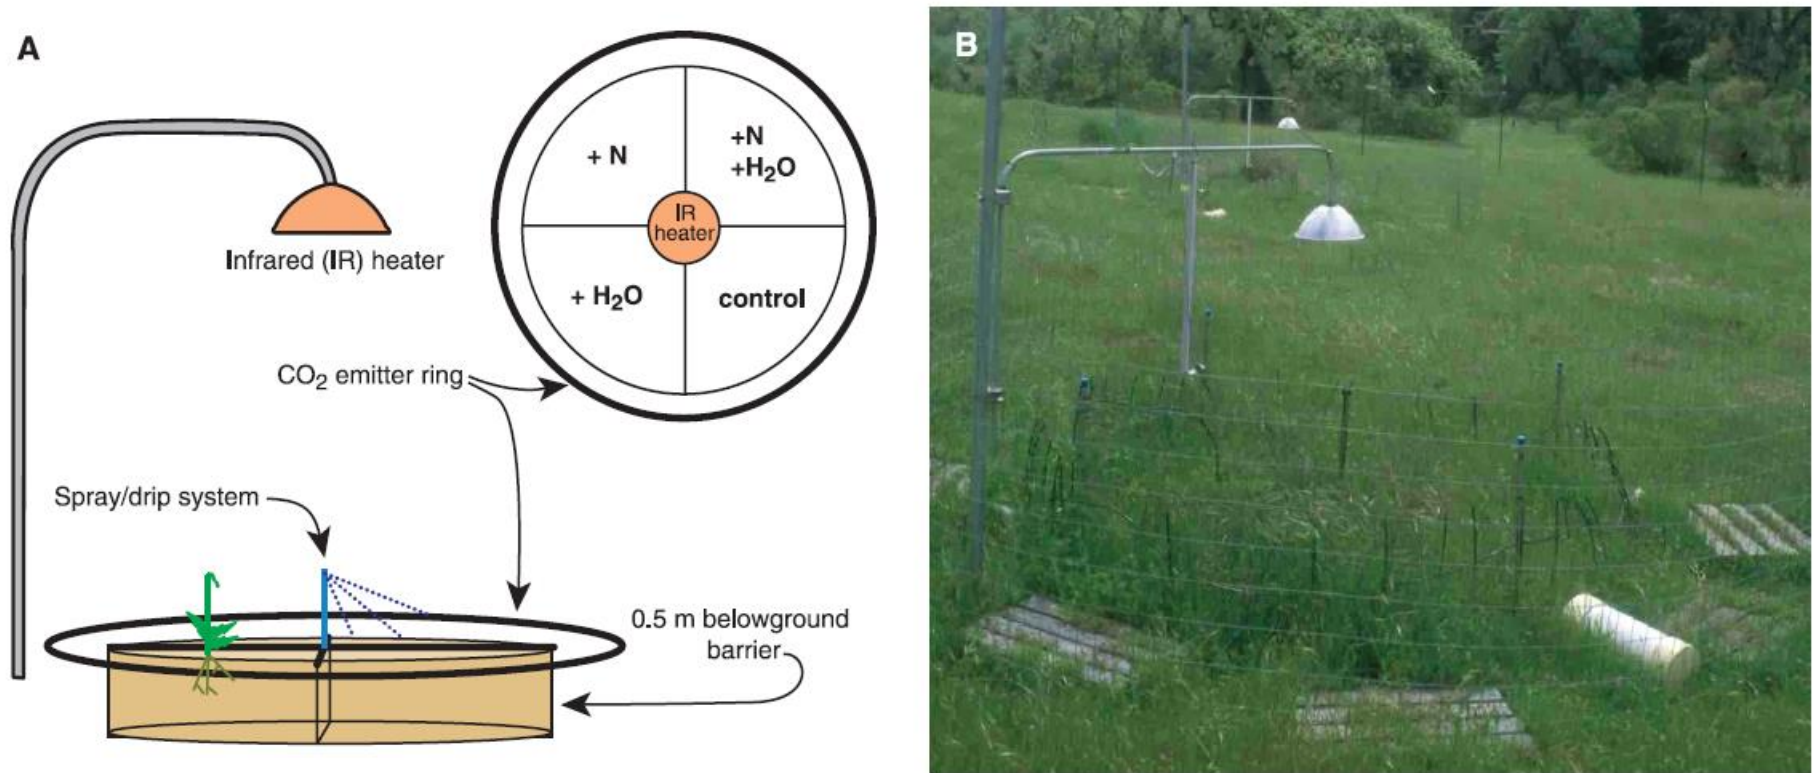 A
Infrared (IR) heater
+ N
+N
+H₂O
IR
heater
+ H₂O
control
CO₂ emitter ring
Spray/drip system
0.5 m belowground
barrier
B